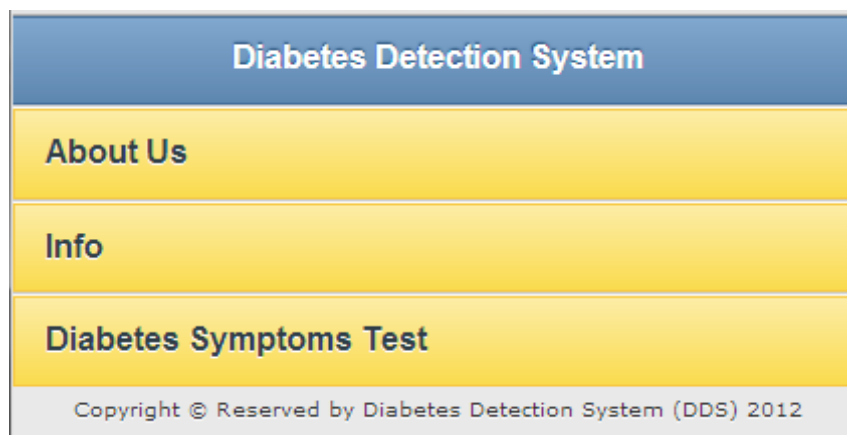 Diabetes Detection System
About Us
Info
Diabetes Symptoms Test
Copyright © Reserved by Diabetes Detection System (DDS) 2012